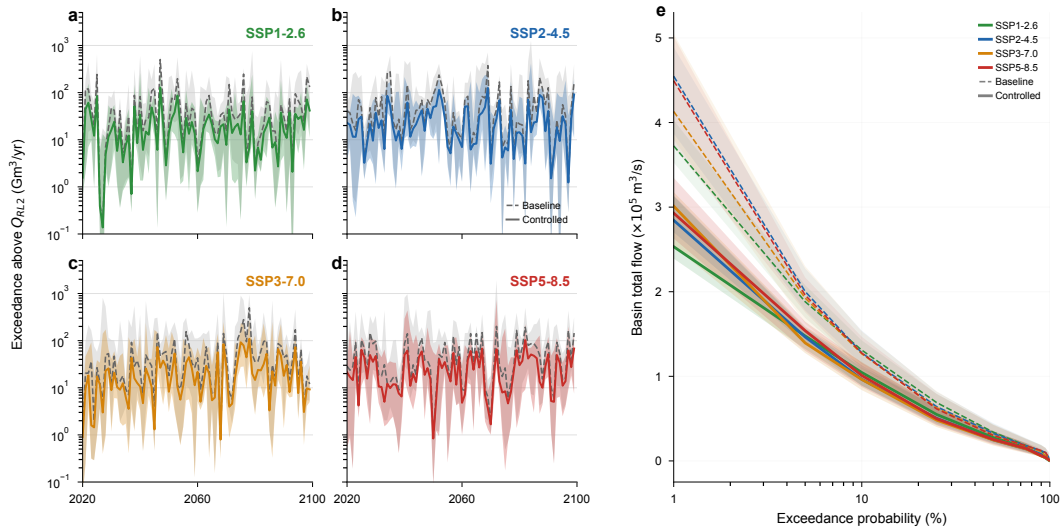 a
SSP1-2.6
b
SSP2-4.5
e
10³
10²
10¹
10⁰
10⁻¹
Baseline
Controlled
c
SSP3-7.0
d
SSP5-8.5
10³
10²
10¹
10⁰
10⁻¹
2020
2060
2100
2020
2060
2100
Exceedance above Q_RL2 (Gm³/yr)
SSP1-2.6
SSP2-4.5
SSP3-7.0
SSP5-8.5
Baseline
Controlled
5
4
3
2
1
0
Basin total flow (×10⁵ m³/s)
1
10
100
Exceedance probability (%)